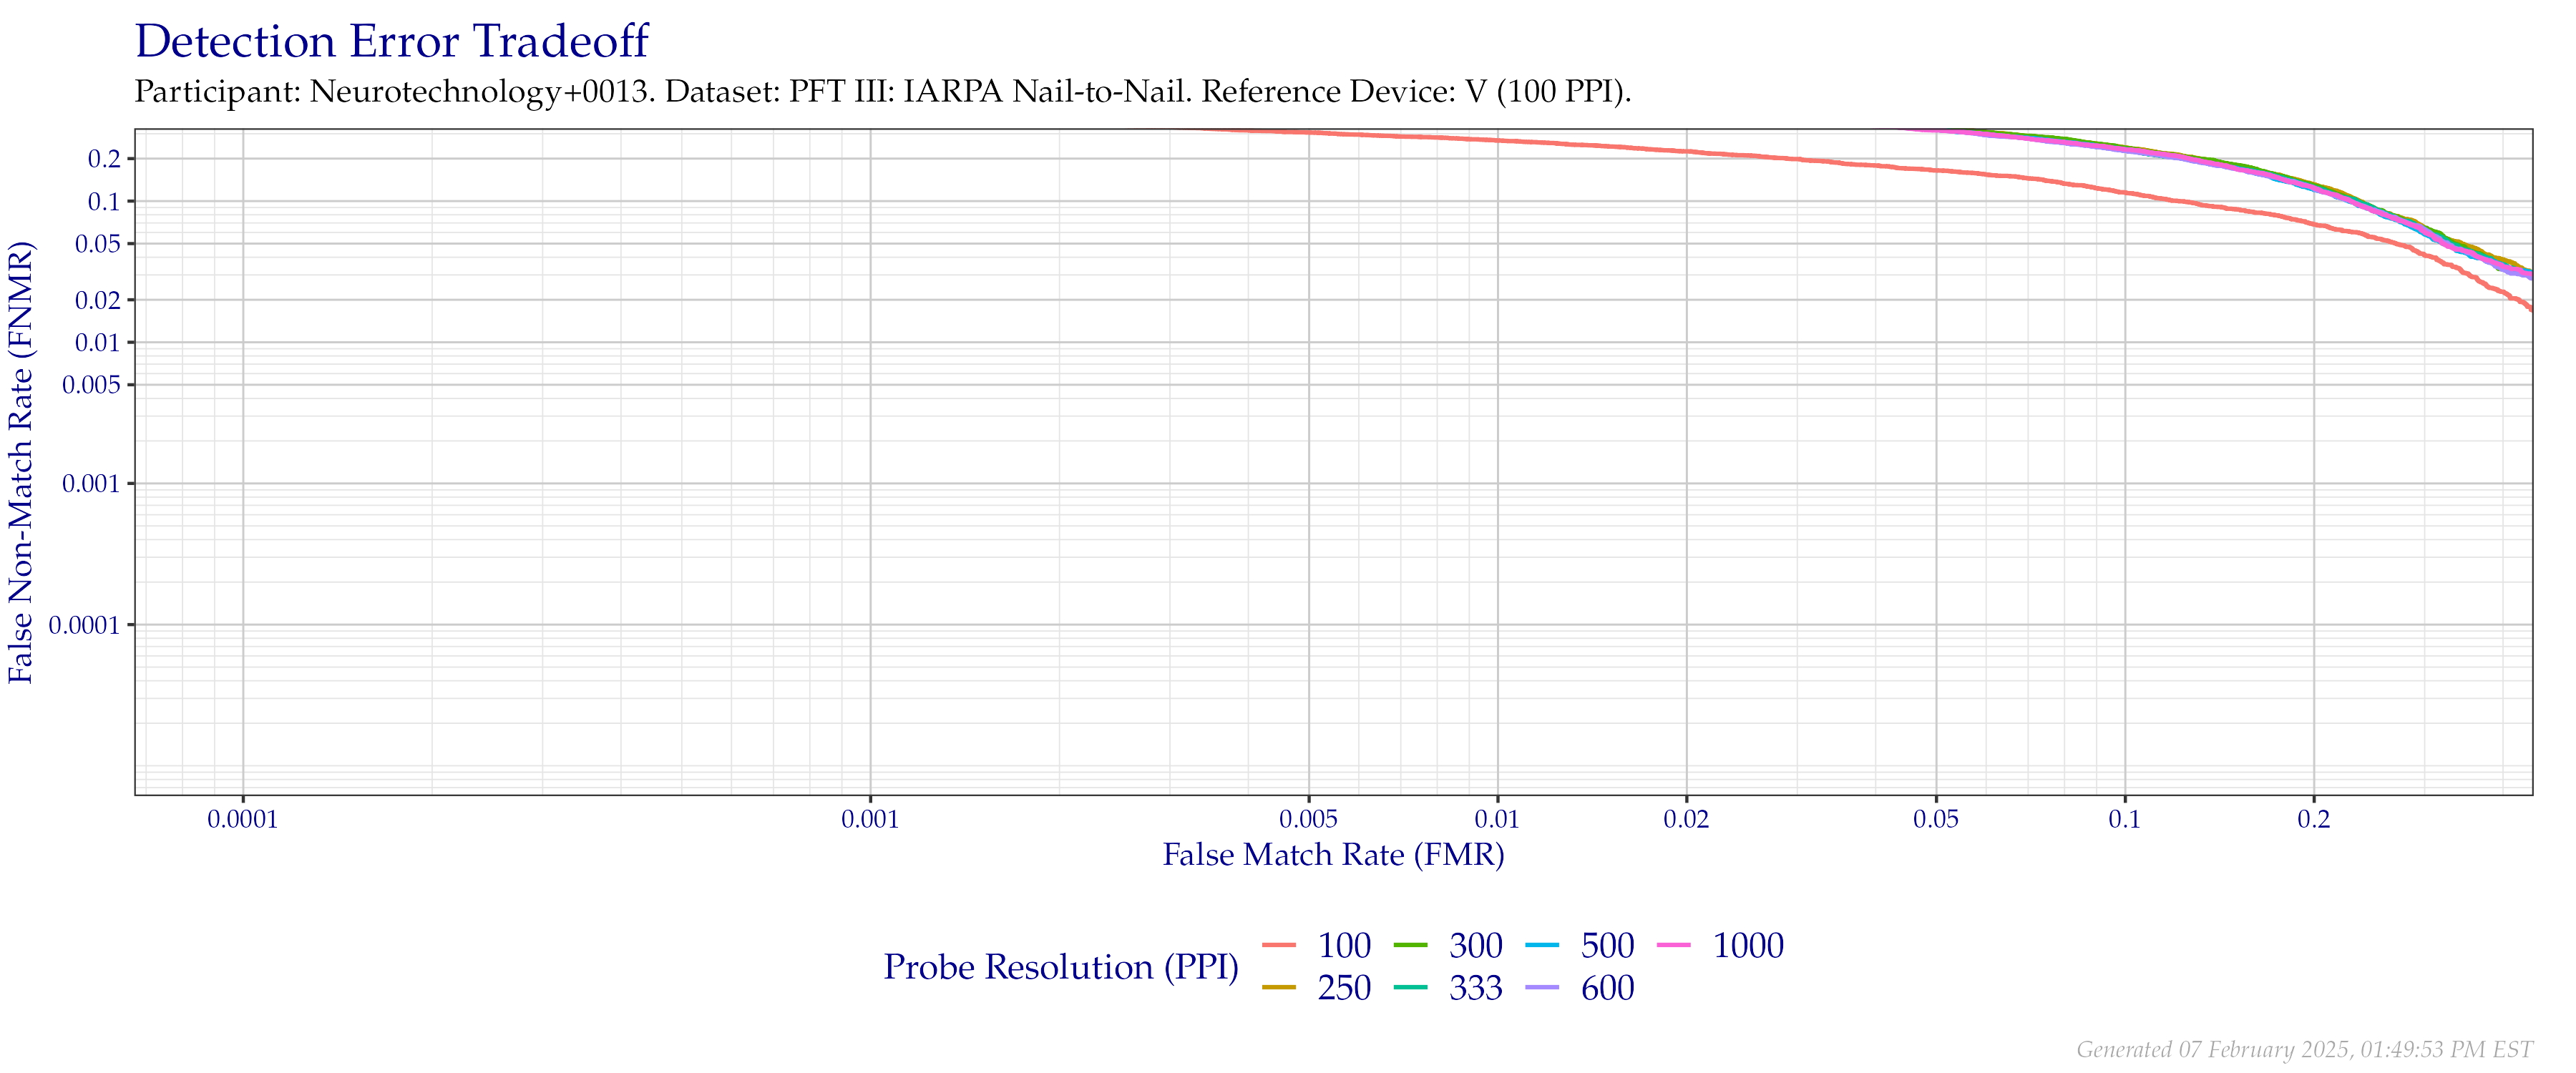 Detection Error Tradeoff
Participant: Neurotechnology+0013. Dataset: PFT III: IARPA Nail-to-Nail. Reference Device: V (100 PPI).
False Non-Match Rate (FNMR)
0.2
0.1
0.05
0.02
0.01
0.005
0.001
0.0001
0.0001 0.001 0.005 0.01 0.02 0.05 0.1 0.2
False Match Rate (FMR)
Probe Resolution (PPI)
100 300 500 1000
250 333 600
Generated 07 February 2025, 01:49:53 PM EST